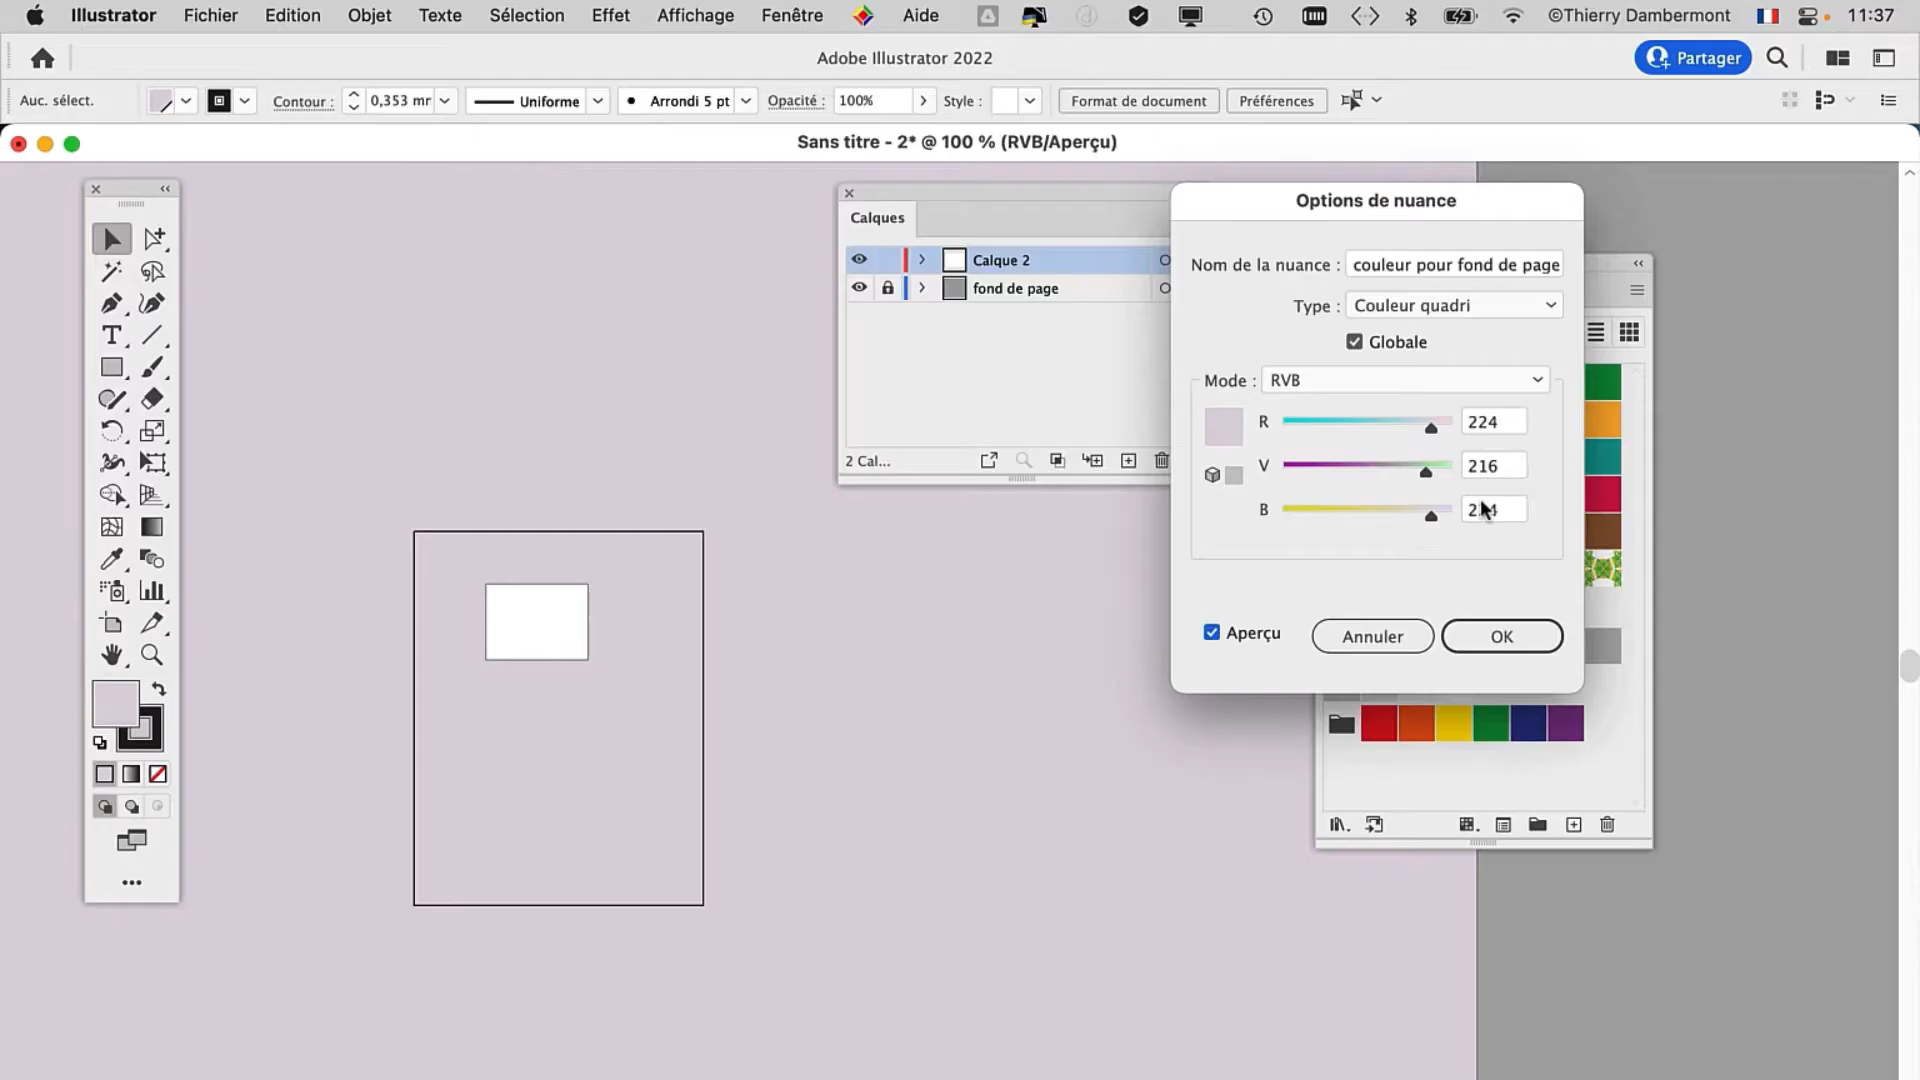 Illustrator Fichier Edition Objet Texte Sélection Effet Affichage Fenêtre Aide ©Thierry Dambermont 11:37
Adobe Illustrator 2022
Partager
Auc. sélect. Contour : 0,353 mr Uniforme Arrondi 5 pt Opacité : 100% Style : Format de document Préférences
Sans titre - 2* @ 100 % (RVB/Aperçu)
Calques
Calque 2
fond de page
2 Cal...
Options de nuance
Nom de la nuance : couleur pour fond de page
Type : Couleur quadri
Globale
Mode : RVB
R 224
V 216
B
Aperçu Annuler OK
T